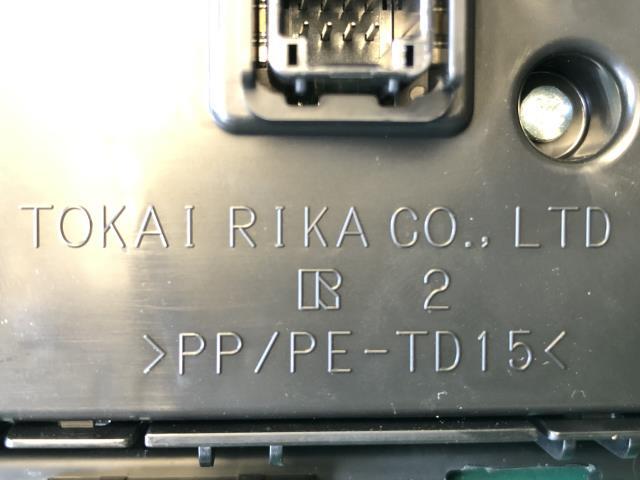 TOKAI RIKA CO., LTD
R 2
>PP/PE-TD15<